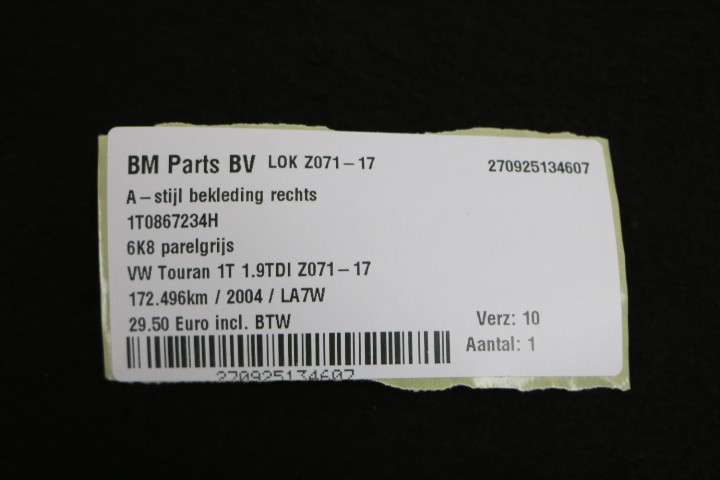 BM Parts BV LOK Z071-17 270925134607
A-stijl bekleding rechts
1T0867234H
6K8 parelgrijs
VW Touran 1T 1.9TDI Z071-17
172.496km / 2004 / LA7W
29.50 Euro incl. BTW Verz: 10
Aantal: 1
270925134607